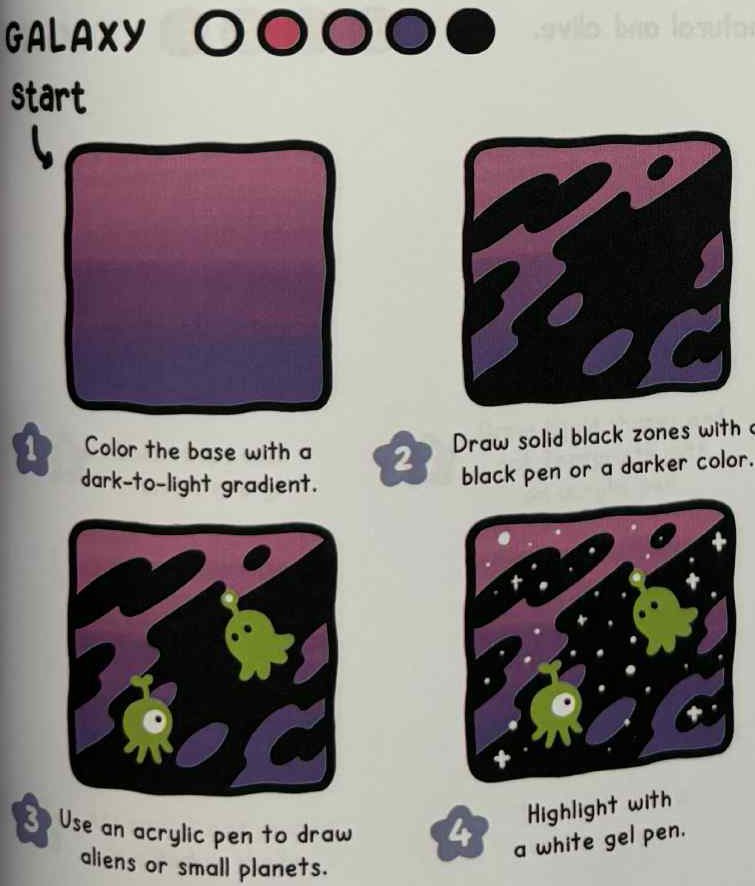 GALAXY
start
1
Color the base with a
dark-to-light gradient.
2
Draw solid black zones with
black pen or a darker color.
3
Use an acrylic pen to draw
aliens or small planets.
4
Highlight with
a white gel pen.